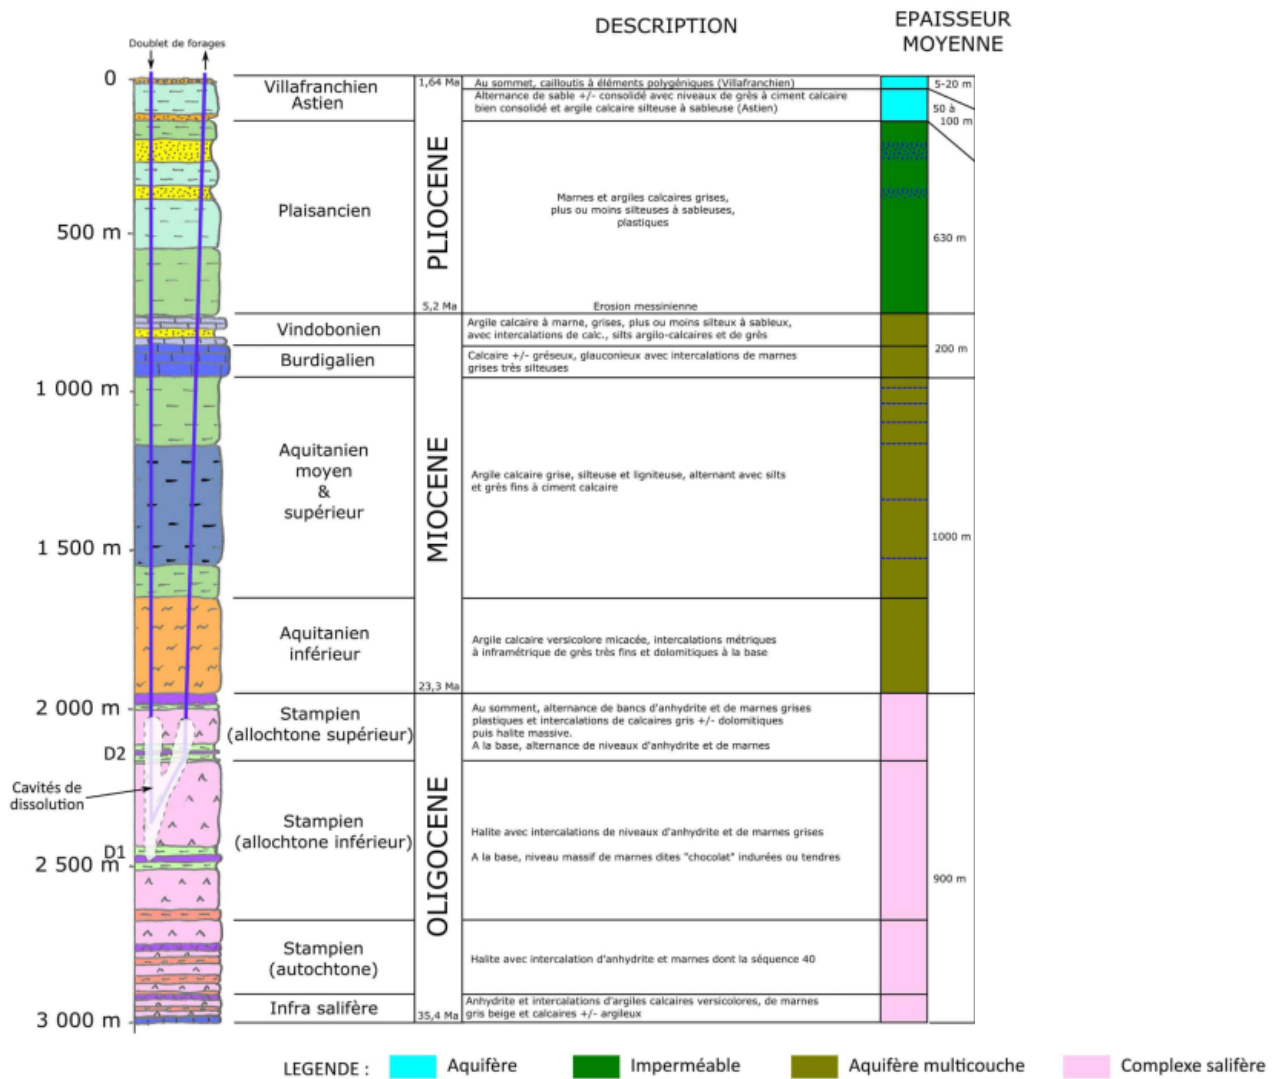 DESCRIPTION
EPAISSEUR
MOYENNE
Doublet de forages
0
Villafranchien
Astien
1,64 Ma
Au sommet, cailloutis à éléments polygéniques (Villafranchien)
Alternance de sable +/- consolidé avec niveaux de grès à ciment calcaire
bien consolidé et argile calcaire silteuse à sableuse (Astien)
5-20 m
50 à
100 m
Plaisancien
PLIOCENE
Marnes et argiles calcaires grises,
plus ou moins silteuses à sableuses,
plastiques
500 m
630 m
5,2 Ma
Erosion messinienne
Vindobonien
Argile calcaire à marne, grises, plus ou moins silteux à sableux,
avec intercalations de calc., silts argilo-calcaires et de grès
200 m
Burdigalien
Calcaire +/- gréseux, glauconieux avec intercalations de marnes
grises très silteuses
1 000 m
Aquitanien
moyen
&
supérieur
MIOCENE
Argile calcaire grise, silteuse et ligniteuse, alternant avec silts
et grès fins à ciment calcaire
1 500 m
1000 m
Aquitanien
inférieur
Argile calcaire versicolore micacée, intercalations métriques
à inframétrique de grès très fins et dolomitiques à la base
23,3 Ma
2 000 m
Stampien
(allochtone supérieur)
Au somment, alternance de bancs d'anhydrite et de marnes grises
plastiques et intercalations de calcaires gris +/- dolomitiques
puis halite massive.
A la base, alternance de niveaux d'anhydrite et de marnes
D2
Cavités de
dissolution
Stampien
(allochtone inférieur)
OLIGOCENE
Halite avec intercalations de niveaux d'anhydrite et de marnes grises
A la base, niveau massif de marnes dites "chocolat" indurées ou tendres
D1
2 500 m
900 m
Stampien
(autochtone)
Halite avec intercalation d'anhydrite et marnes dont la séquence 40
Infra salifère
35,4 Ma
Anhydrite et intercalations d'argiles calcaires versicolores, de marnes
gris beige et calcaires +/- argileux
3 000 m
LEGENDE :
Aquifère
Imperméable
Aquifère multicouche
Complexe salifère